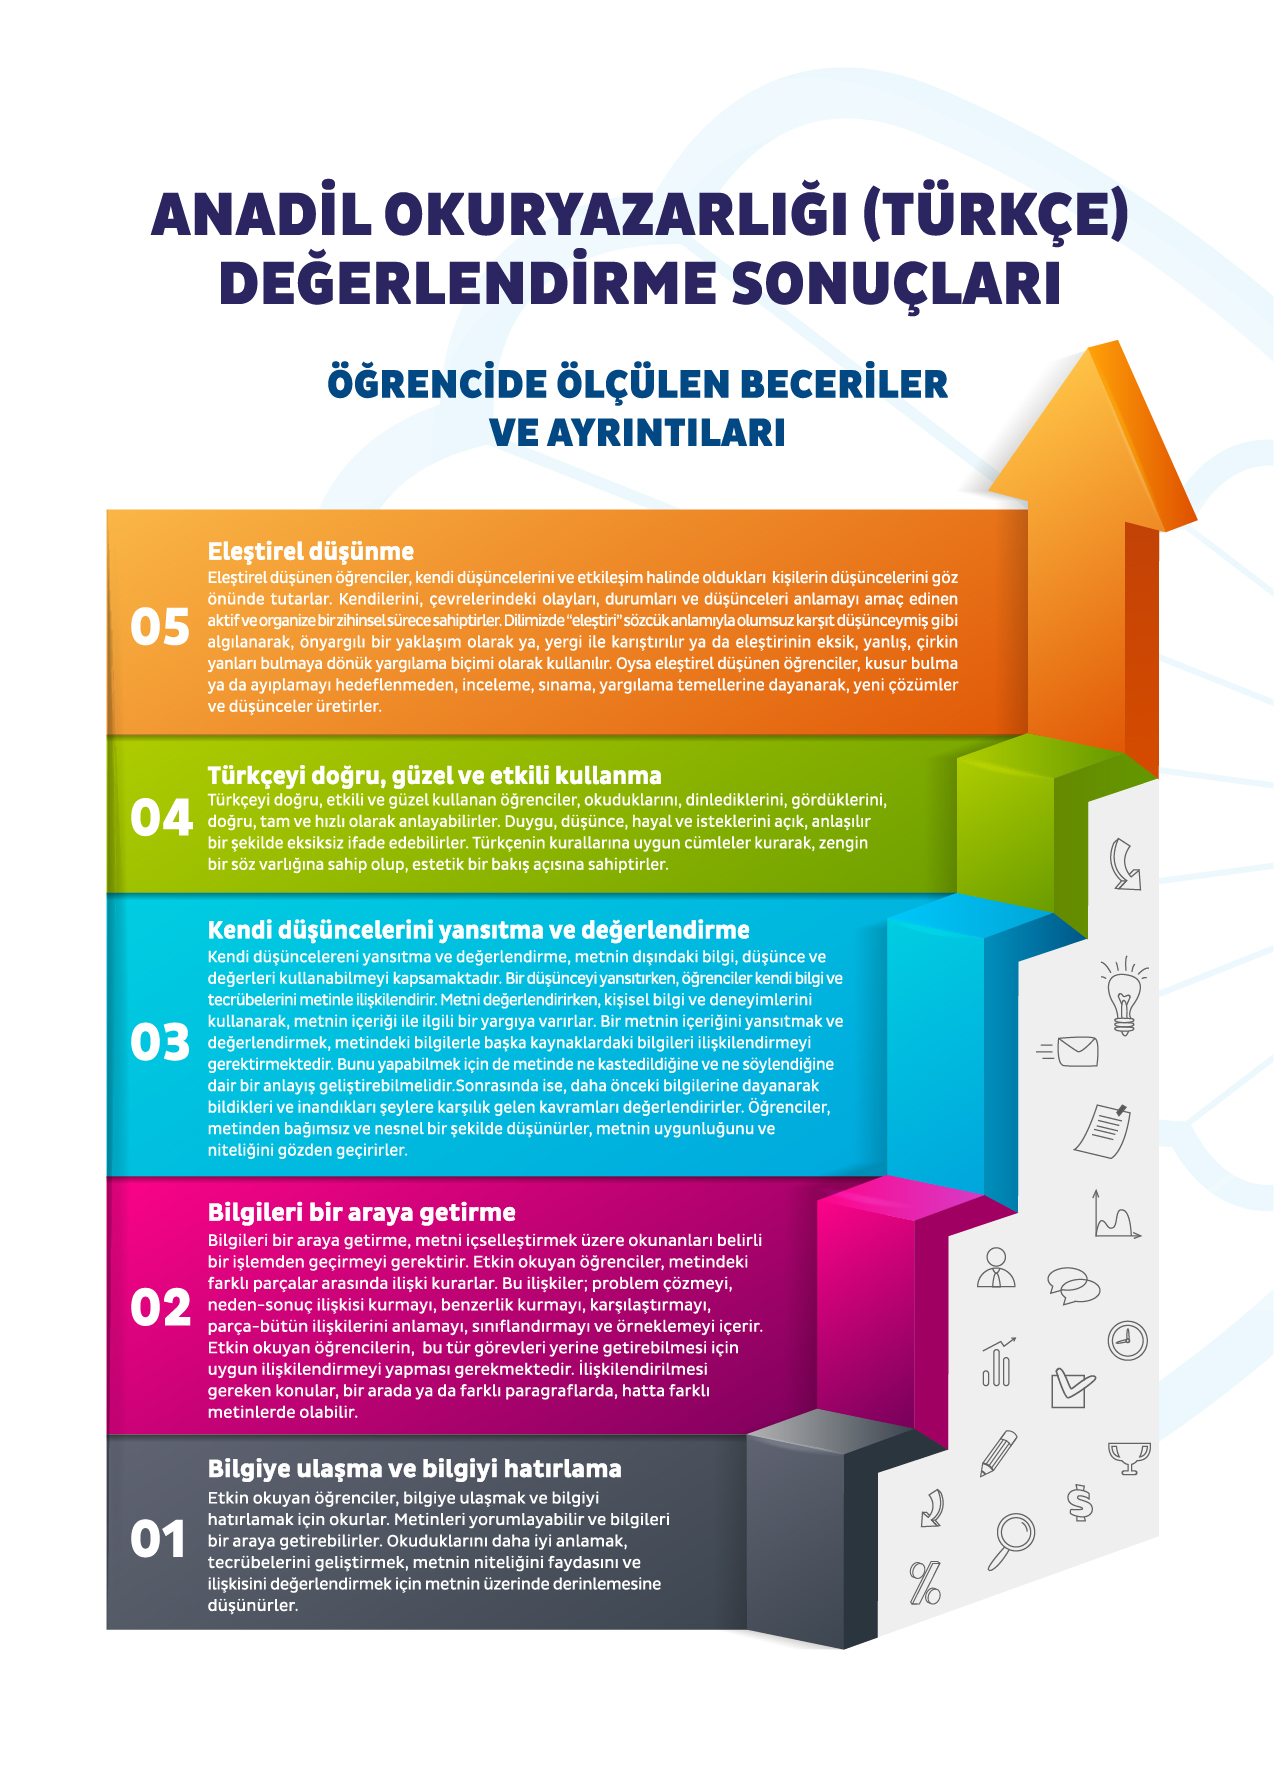 ANADİL OKURYAZARLIĞI (TÜRKÇE)
DEĞERLENDİRME SONUÇLARI
ÖĞRENCİDE ÖLÇÜLEN BECERİLER
VE AYRINTILARI
05
Eleştirel düşünme
Eleştirel düşünen öğrenciler, kendi düşüncelerini ve etkileşim halinde oldukları kişilerin düşüncelerini göz
önünde tutarlar. Kendilerini, çevrelerindeki olayları, durumları ve düşünceleri anlamayı amaç edinen
aktif ve organize bir zihinsel sürece sahiptirler. Dilimizde “eleştiri” sözcük anlamıyla olumsuz karşıt düşünceymiş gibi
algılanarak, önyargılı bir yaklaşım olarak ya, yergi ile karıştırılır ya da eleştirinin eksik, yanlış, çirkin
yanları bulmaya dönük yargılama biçimi olarak kullanılır. Oysa eleştirel düşünen öğrenciler, kusur bulma
ya da ayıplamayı hedeflenmeden, inceleme, sınama, yargılama temellerine dayanarak, yeni çözümler
ve düşünceler üretirler.
04
Türkçeyi doğru, güzel ve etkili kullanma
Türkçeyi doğru, etkili ve güzel kullanan öğrenciler, okuduklarını, dinlediklerini, gördüklerini,
doğru, tam ve hızlı olarak anlayabilirler. Duygu, düşünce, hayal ve isteklerini açık, anlaşılır
bir şekilde eksiksiz ifade edebilirler. Türkçenin kurallarına uygun cümleler kurarak, zengin
bir söz varlığına sahip olup, estetik bir bakış açısına sahiptirler.
03
Kendi düşüncelerini yansıtma ve değerlendirme
Kendi düşüncelereni yansıtma ve değerlendirme, metnin dışındaki bilgi, düşünce ve
değerleri kullanabilmeyi kapsamaktadır. Bir düşünceyi yansıtırken, öğrenciler kendi bilgi ve
tecrübelerini metinle ilişkilendirir. Metni değerlendirirken, kişisel bilgi ve deneyimlerini
kullanarak, metnin içeriği ile ilgili bir yargıya varırlar. Bir metnin içeriğini yansıtmak ve
değerlendirmek, metindeki bilgilerle başka kaynaklardaki bilgileri ilişkilendirmeyi
gerektirmektedir. Bunu yapabilmek için de metinde ne kastedildiğine ve ne söylendiğine
dair bir anlayış geliştirebilmelidir.Sonrasında ise, daha önceki bilgilerine dayanarak
bildikleri ve inandıkları şeylere karşılık gelen kavramları değerlendirirler. Öğrenciler,
metinden bağımsız ve nesnel bir şekilde düşünürler, metnin uygunluğunu ve
niteliğini gözden geçirirler.
02
Bilgileri bir araya getirme
Bilgileri bir araya getirme, metni içselleştirmek üzere okunanları belirli
bir işlemden geçirmeyi gerektirir. Etkin okuyan öğrenciler, metindeki
farklı parçalar arasında ilişki kurarlar. Bu ilişkiler; problem çözmeyi,
neden-sonuç ilişkisi kurmayı, benzerlik kurmayı, karşılaştırmayı,
parça-bütün ilişkilerini anlamayı, sınıflandırmayı ve örneklemeyi içerir.
Etkin okuyan öğrencilerin, bu tür görevleri yerine getirebilmesi için
uygun ilişkilendirmeyi yapması gerekmektedir. İlişkilendirilmesi
gereken konular, bir arada ya da farklı paragraflarda, hatta farklı
metinlerde olabilir.
01
Bilgiye ulaşma ve bilgiyi hatırlama
Etkin okuyan öğrenciler, bilgiye ulaşmak ve bilgiyi
hatırlamak için okurlar. Metinleri yorumlayabilir ve bilgileri
bir araya getirebilirler. Okuduklarını daha iyi anlamak,
tecrübelerini geliştirmek, metnin niteliğini faydasını ve
ilişkisini değerlendirmek için metnin üzerinde derinlemesine
düşünürler.
$
%